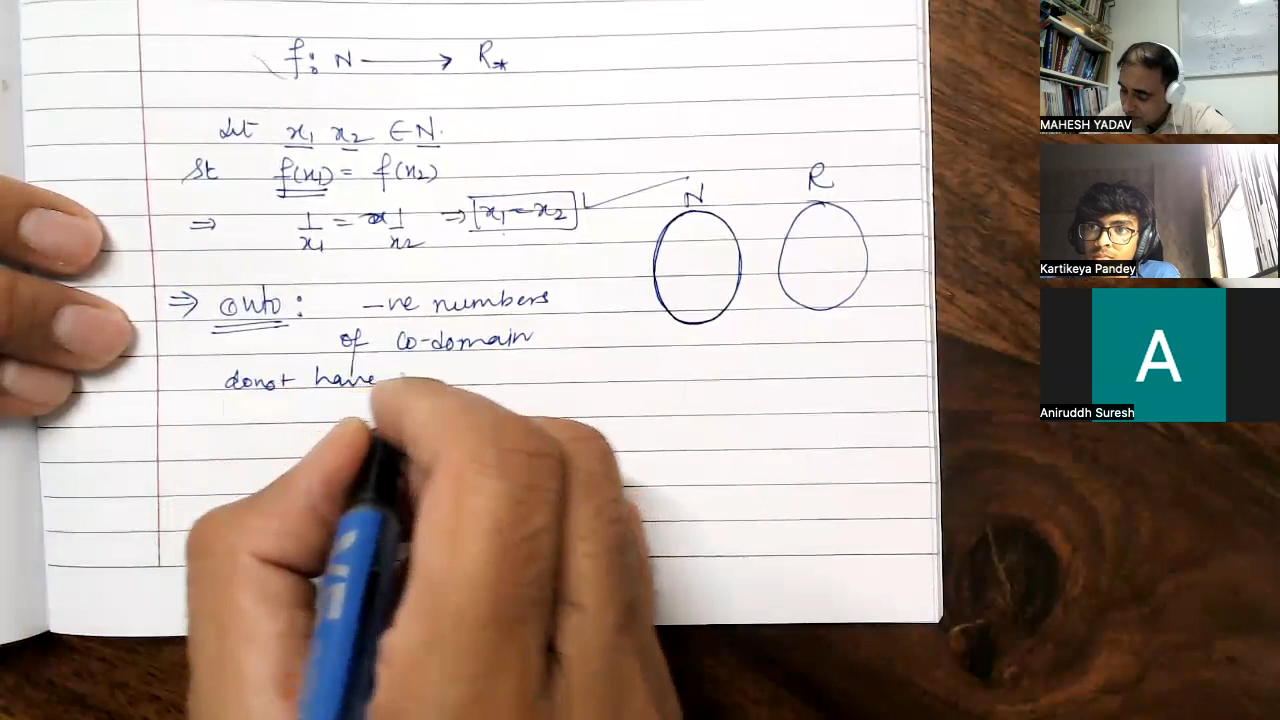 f: N → R*
Let x₁ x₂ ∈ N.
St f(x₁) = f(x₂)
⇒ 1/x₁ = 1/x₂ ⇒ x₁ = x₂
N R
⇒ onto: -ve numbers
of co-domain
donot have
MAHESH YADAV
Kartikeya Pandey
A
Aniruddh Suresh